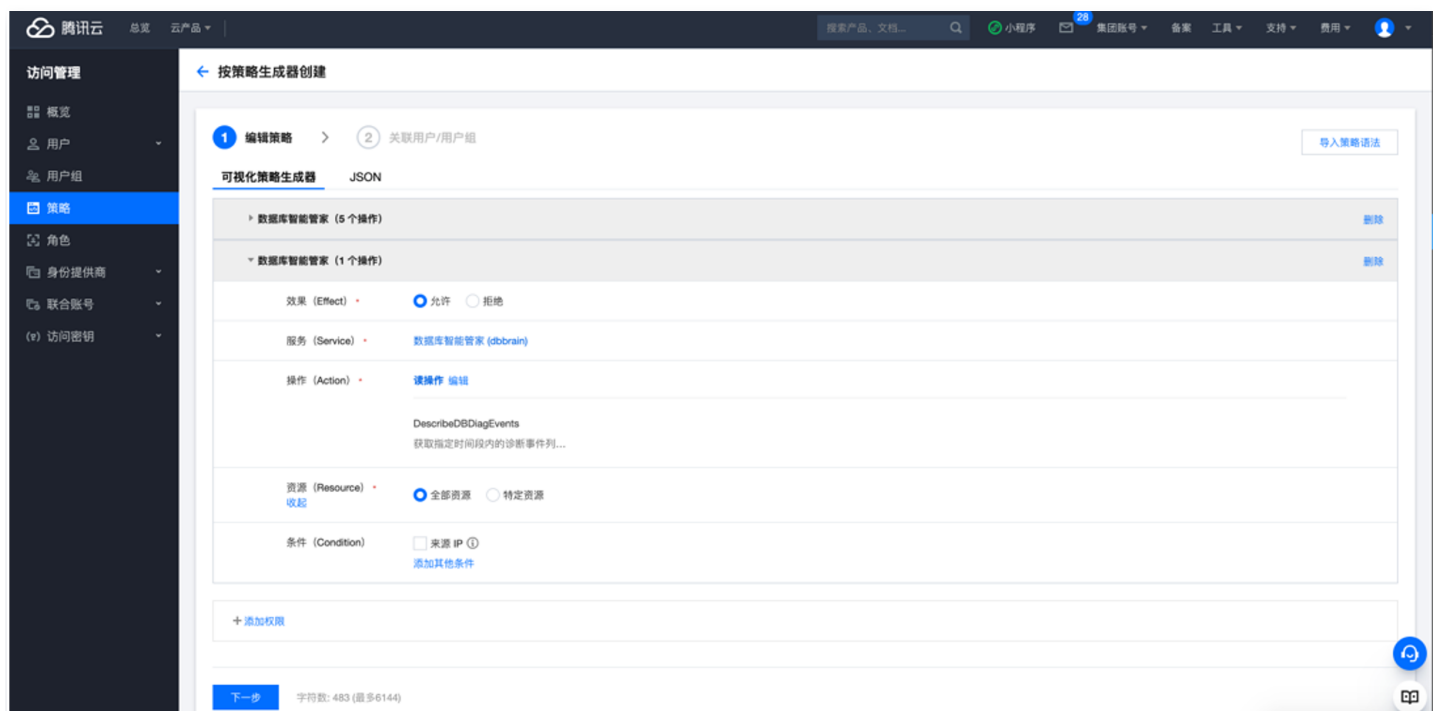 腾讯云 总览 云产品 搜索产品、文档... 小程序 28 集团账号 备案 工具 支持 费用
访问管理
按策略生成器创建
概览
用户
用户组
策略
角色
身份提供商
联合账号
访问密钥
1 编辑策略 > 2 关联用户/用户组
导入策略语法
可视化策略生成器 JSON
数据库智能管家（5 个操作） 删除
数据库智能管家（1 个操作） 删除
效果（Effect） * 允许 拒绝
服务（Service） * 数据库智能管家 (dbbrain)
操作（Action） * 读操作 编辑
DescribeDBDiagEvents
获取指定时间段内的诊断事件列...
资源（Resource） * 全部资源 特定资源
收起
条件（Condition） 来源 IP
添加其他条件
+ 添加权限
下一步 字符数: 483 (最多6144)